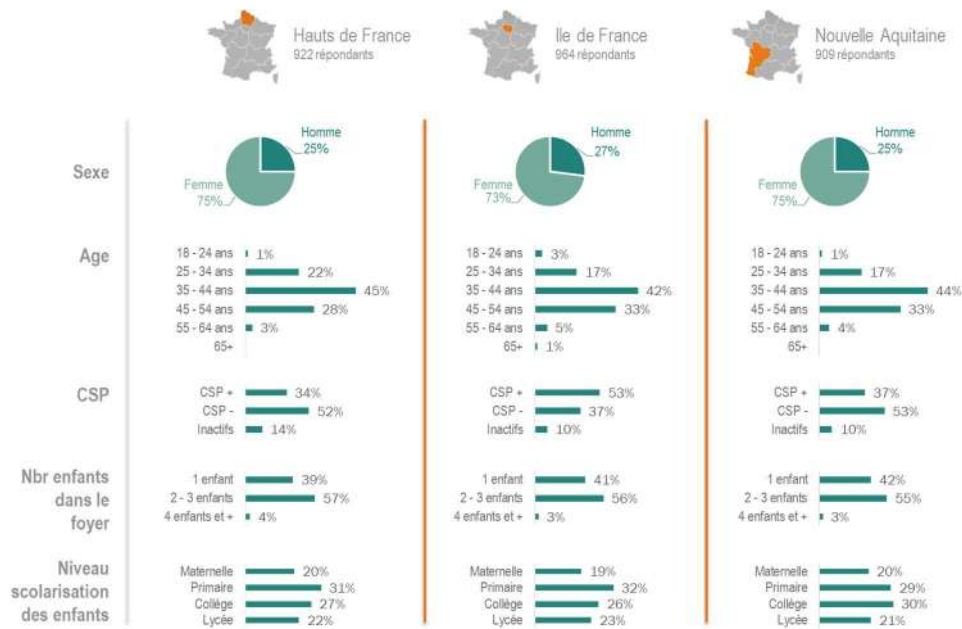 Hauts de France
922 répondants
Ile de France
964 répondants
Nouvelle Aquitaine
909 répondants
Sexe
Homme
25%
Femme
75%
Homme
27%
Femme
73%
Homme
25%
Femme
75%
Age
18 - 24 ans 1%
25 - 34 ans 22%
35 - 44 ans 45%
45 - 54 ans 28%
55 - 64 ans 3%
65+
18 - 24 ans 3%
25 - 34 ans 17%
35 - 44 ans 42%
45 - 54 ans 33%
55 - 64 ans 5%
65+ 1%
18 - 24 ans 1%
25 - 34 ans 17%
35 - 44 ans 44%
45 - 54 ans 33%
55 - 64 ans 4%
65+
CSP
CSP + 34%
CSP - 52%
Inactifs 14%
CSP + 53%
CSP - 37%
Inactifs 10%
CSP + 37%
CSP - 53%
Inactifs 10%
Nbr enfants
dans le
foyer
1 enfant 39%
2 - 3 enfants 57%
4 enfants et + 4%
1 enfant 41%
2 - 3 enfants 56%
4 enfants et + 3%
1 enfant 42%
2 - 3 enfants 55%
4 enfants et + 3%
Niveau
scolarisation
des enfants
Maternelle 20%
Primaire 31%
Collége 27%
Lycée 22%
Maternelle 19%
Primaire 32%
Collége 26%
Lycée 23%
Maternelle 20%
Primaire 29%
Collége 30%
Lycée 21%